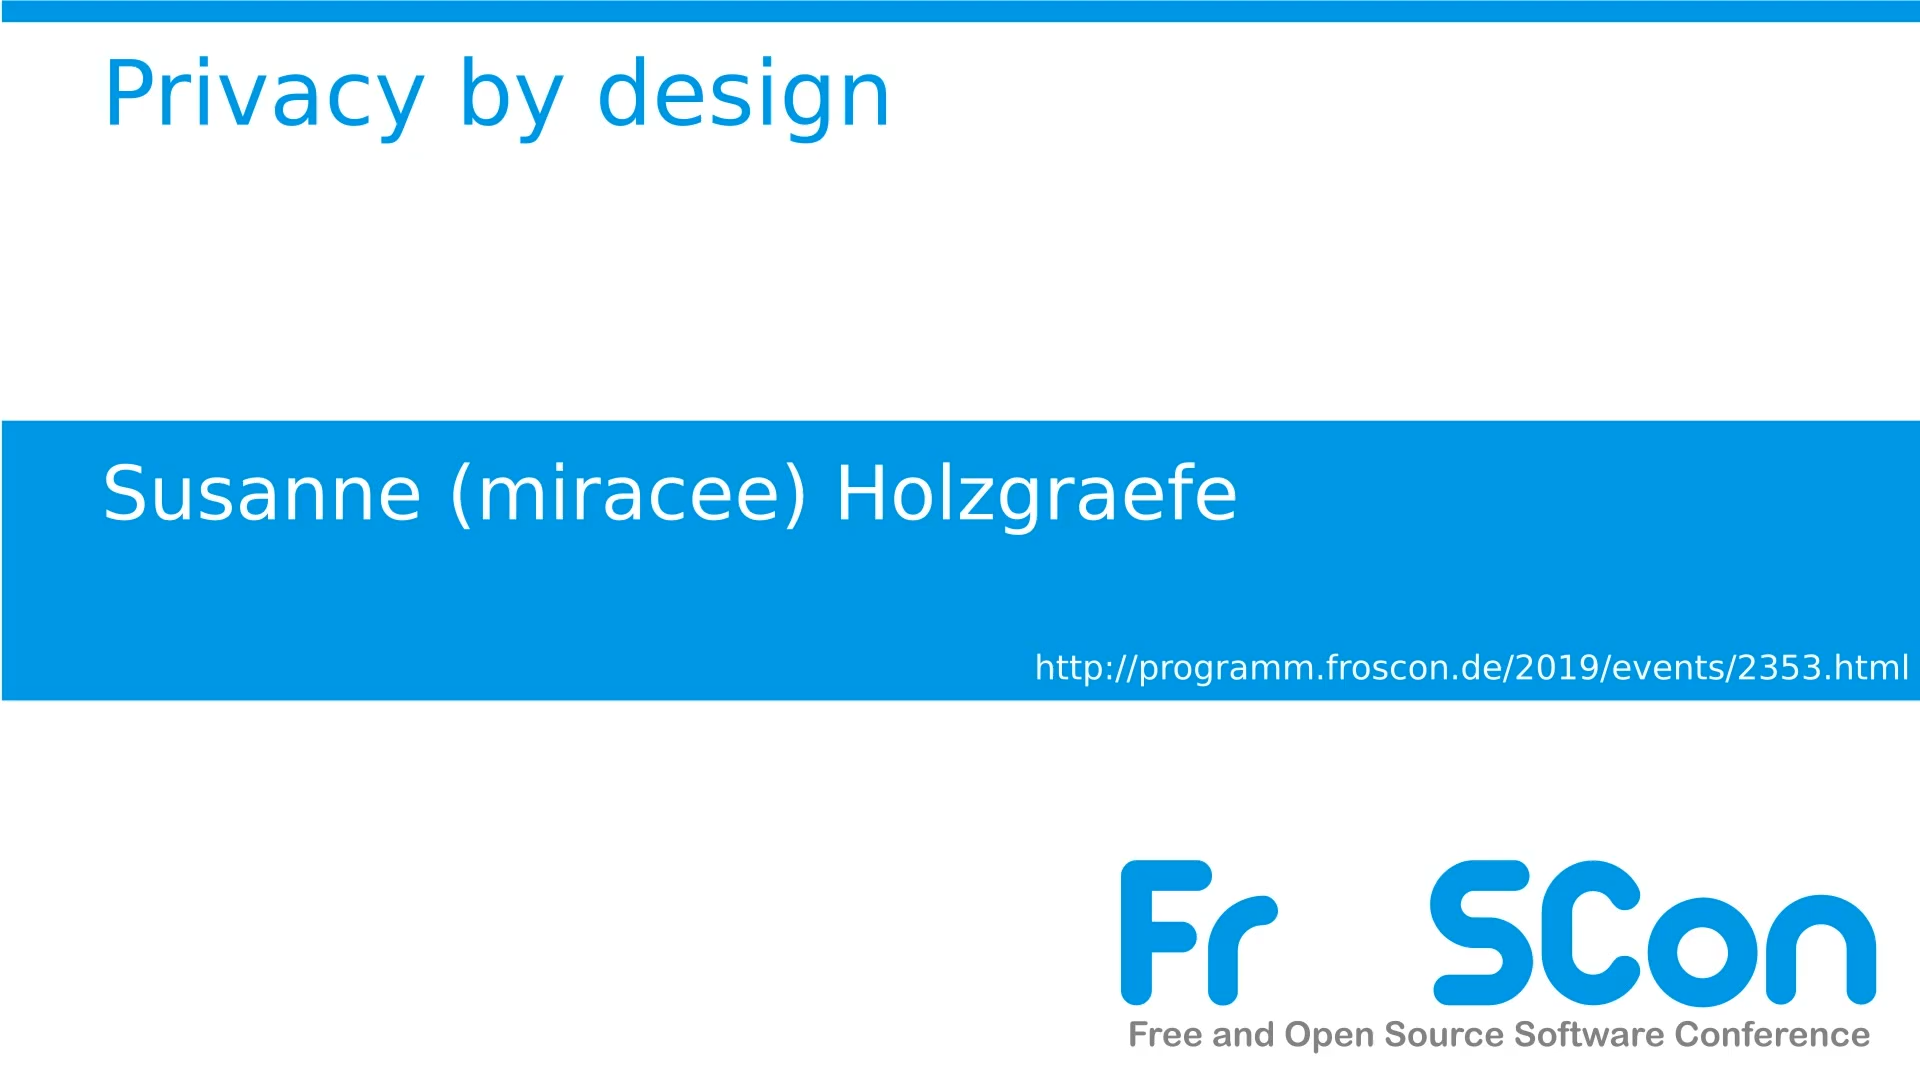 Privacy by design
Susanne (miracee) Holzgraefe
http://programm.froscon.de/2019/events/2353.html
Fr SCon
Free and Open Source Software Conference